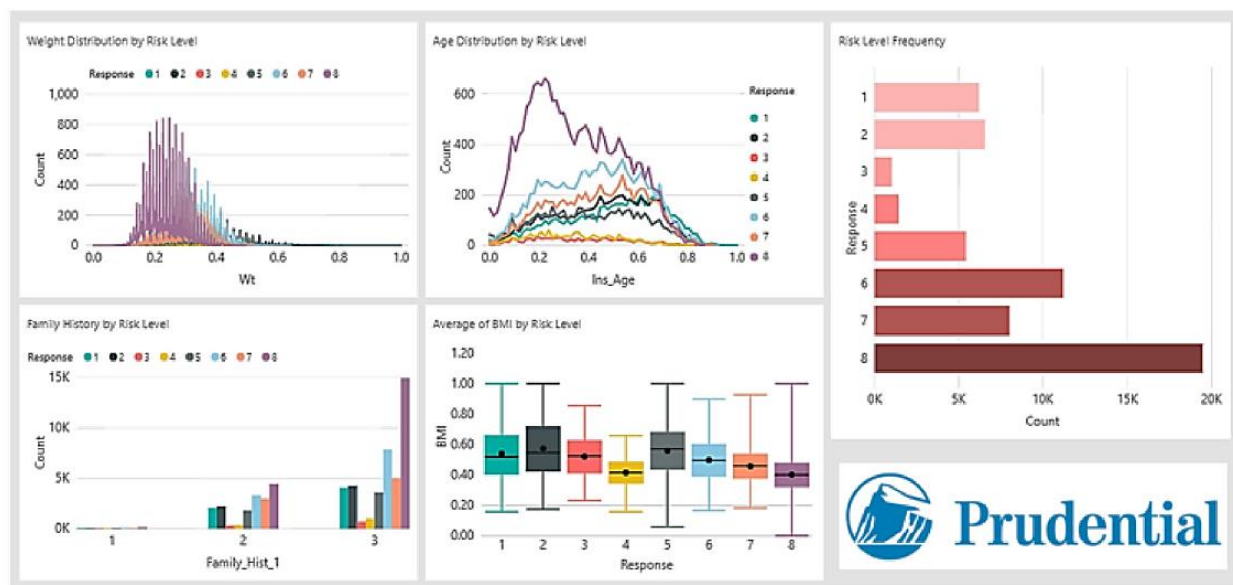 Weight Distribution by Risk Level
Response 1 2 3 4 5 6 7 8
1,000
800
600
400
200
0
Count
0.0 0.2 0.4 0.6 0.8 1.0
Wt
Age Distribution by Risk Level
600
400
200
0
Count
0.0 0.2 0.4 0.6 0.8 1.0
Ins_Age
Response
1
2
3
4
5
6
7
8
Risk Level Frequency
1
2
3
4
5
6
7
8
Response
0K 5K 10K 15K 20K
Count
Family History by Risk Level
Response 1 2 3 4 5 6 7 8
15K
10K
5K
0K
Count
1 2 3
Family_Hist_1
Average of BMI by Risk Level
1.20
1.00
0.80
0.60
0.40
0.20
0.00
BMI
1 2 3 4 5 6 7 8
Response
Prudential